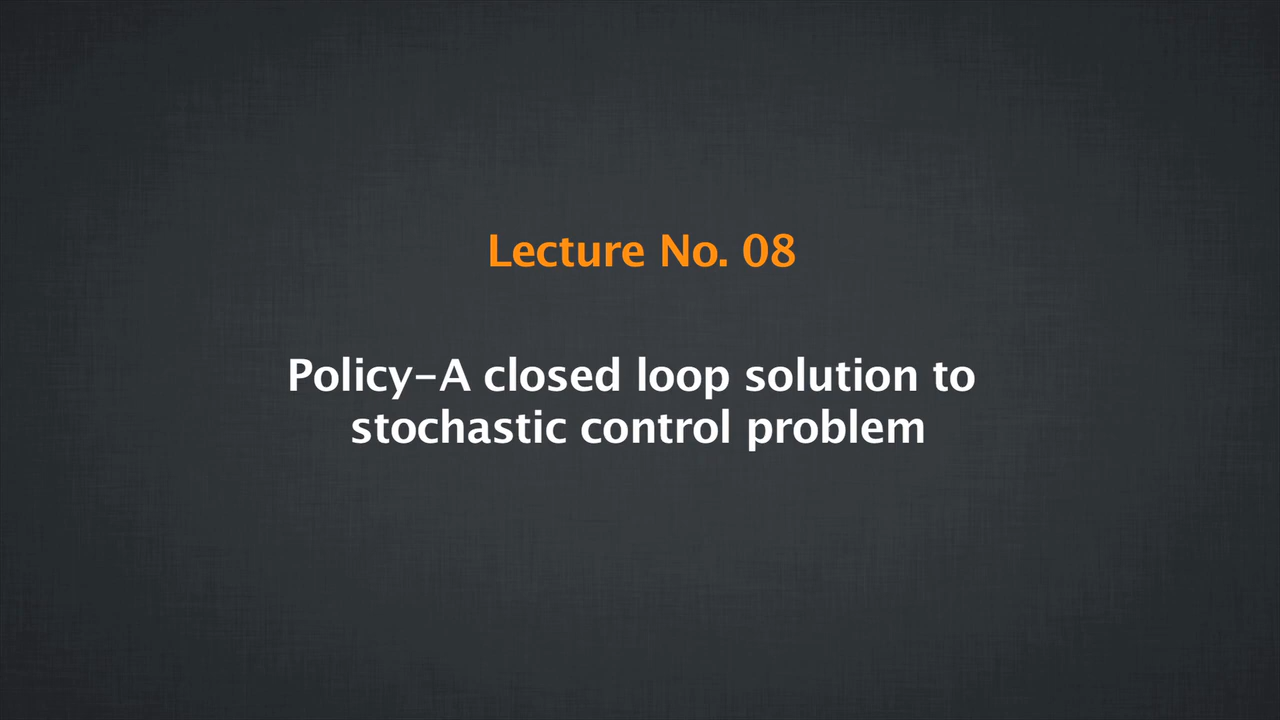 Lecture No. 08
Policy-A closed loop solution to
stochastic control problem